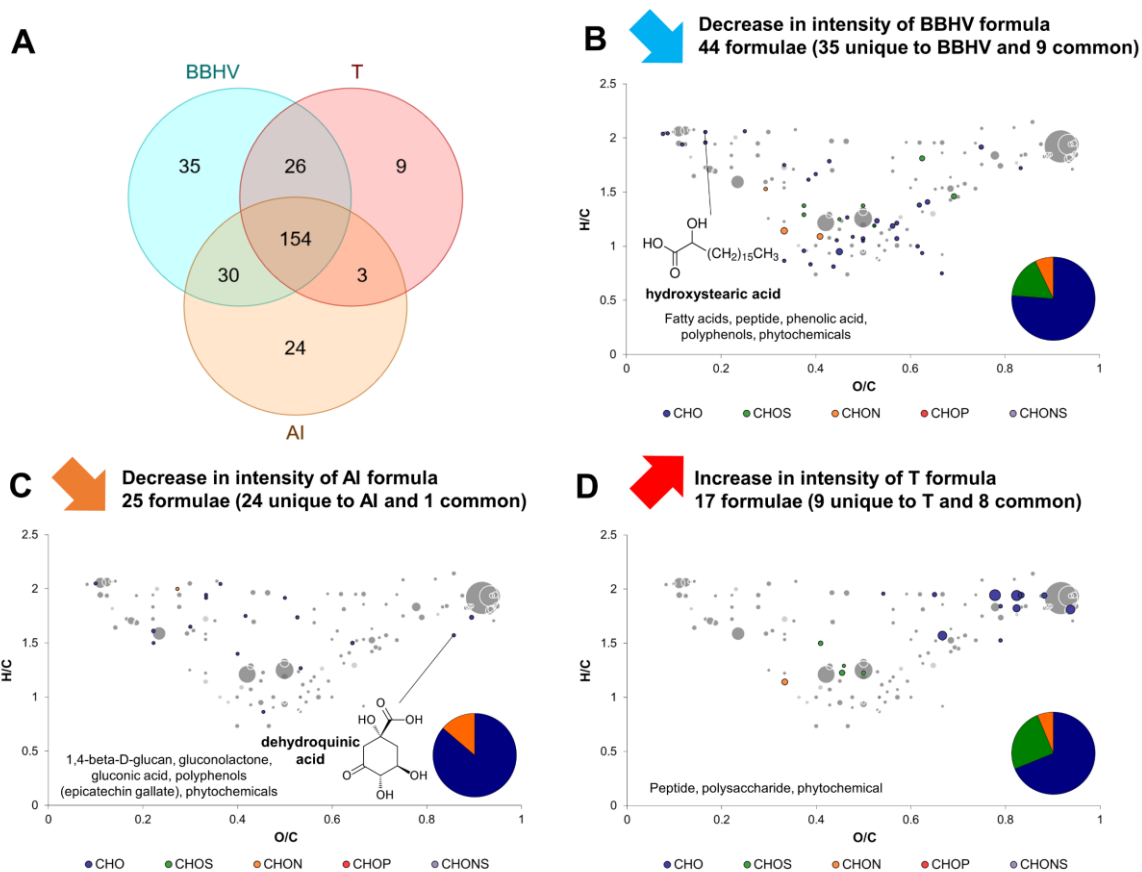 A
BBHV
T
35
26
9
154
30
3
24
AI
B
Decrease in intensity of BBHV formula
44 formulae (35 unique to BBHV and 9 common)
2.5
2
1.5
1
0.5
0
H/C
OH
HO
O
(CH2)15CH3
hydroxystearic acid
Fatty acids, peptide, phenolic acid,
polyphenols, phytochemicals
0 0.2 0.4 0.6 0.8 1
O/C
CHO CHOS CHON CHOP CHONS
C
Decrease in intensity of AI formula
25 formulae (24 unique to AI and 1 common)
2.5
2
1.5
1
0.5
0
H/C
O
HO
OH
O
OH
OH
dehydroquinic
acid
1,4-beta-D-glucan, gluconolactone,
gluconic acid, polyphenols
(epicatechin gallate), phytochemicals
0 0.2 0.4 0.6 0.8 1
O/C
CHO CHOS CHON CHOP CHONS
D
Increase in intensity of T formula
17 formulae (9 unique to T and 8 common)
2.5
2
1.5
1
0.5
0
H/C
Peptide, polysaccharide, phytochemical
0 0.2 0.4 0.6 0.8 1
O/C
CHO CHOS CHON CHOP CHONS